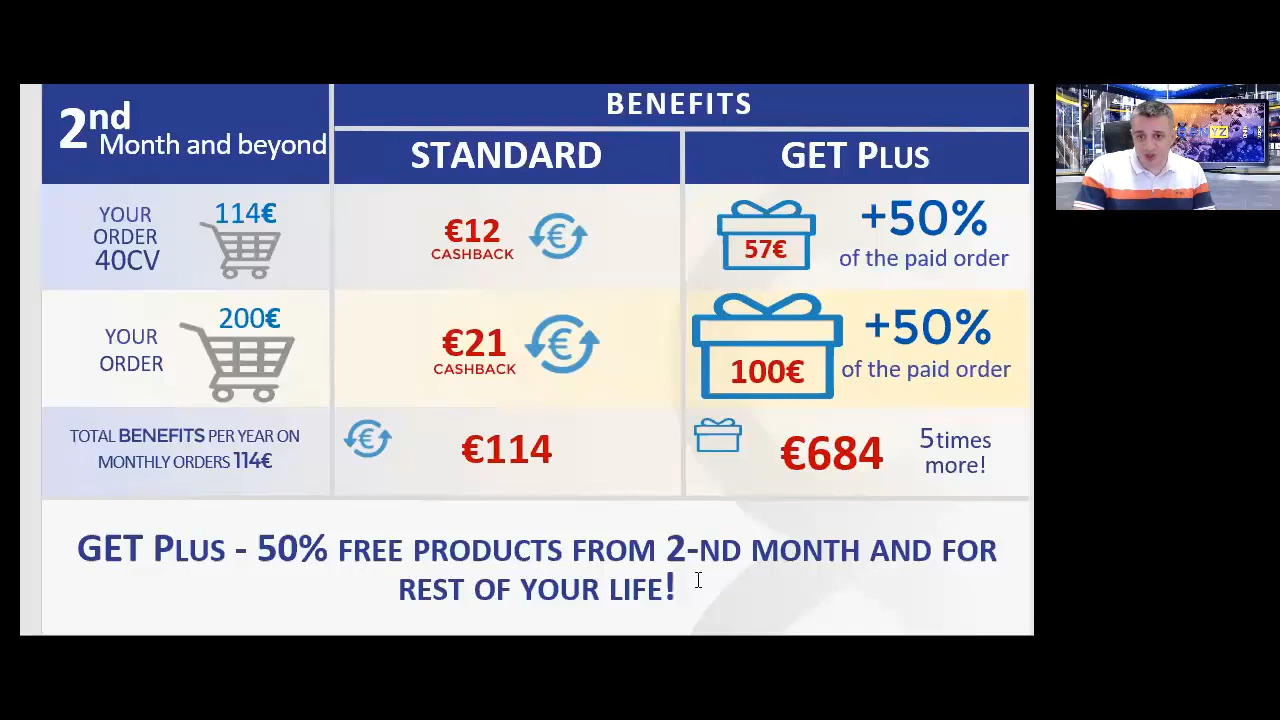 2nd
Month and beyond
BENEFITS
STANDARD
GET PLUS
YOUR
ORDER
40CV
114€
€12
CASHBACK
€
57€
+50%
of the paid order
YOUR
ORDER
200€
€21
CASHBACK
€
100€
+50%
of the paid order
TOTAL BENEFITS PER YEAR ON
MONTHLY ORDERS 114€
€
€114
€684
5 times
more!
GET PLUS - 50% FREE PRODUCTS FROM 2-ND MONTH AND FOR
REST OF YOUR LIFE!